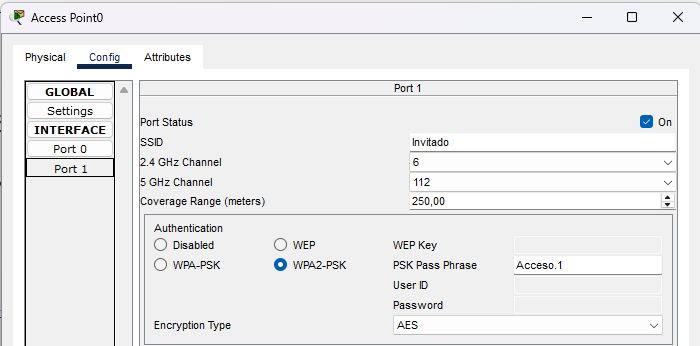 Access Point0
Physical Config Attributes
GLOBAL
Settings
INTERFACE
Port 0
Port 1
Port 1
Port Status On
SSID Invitado
2.4 GHz Channel 6
5 GHz Channel 112
Coverage Range (meters) 250,00
Authentication
Disabled WEP WEP Key
WPA-PSK WPA2-PSK PSK Pass Phrase Acceso.1
User ID
Password
Encryption Type AES